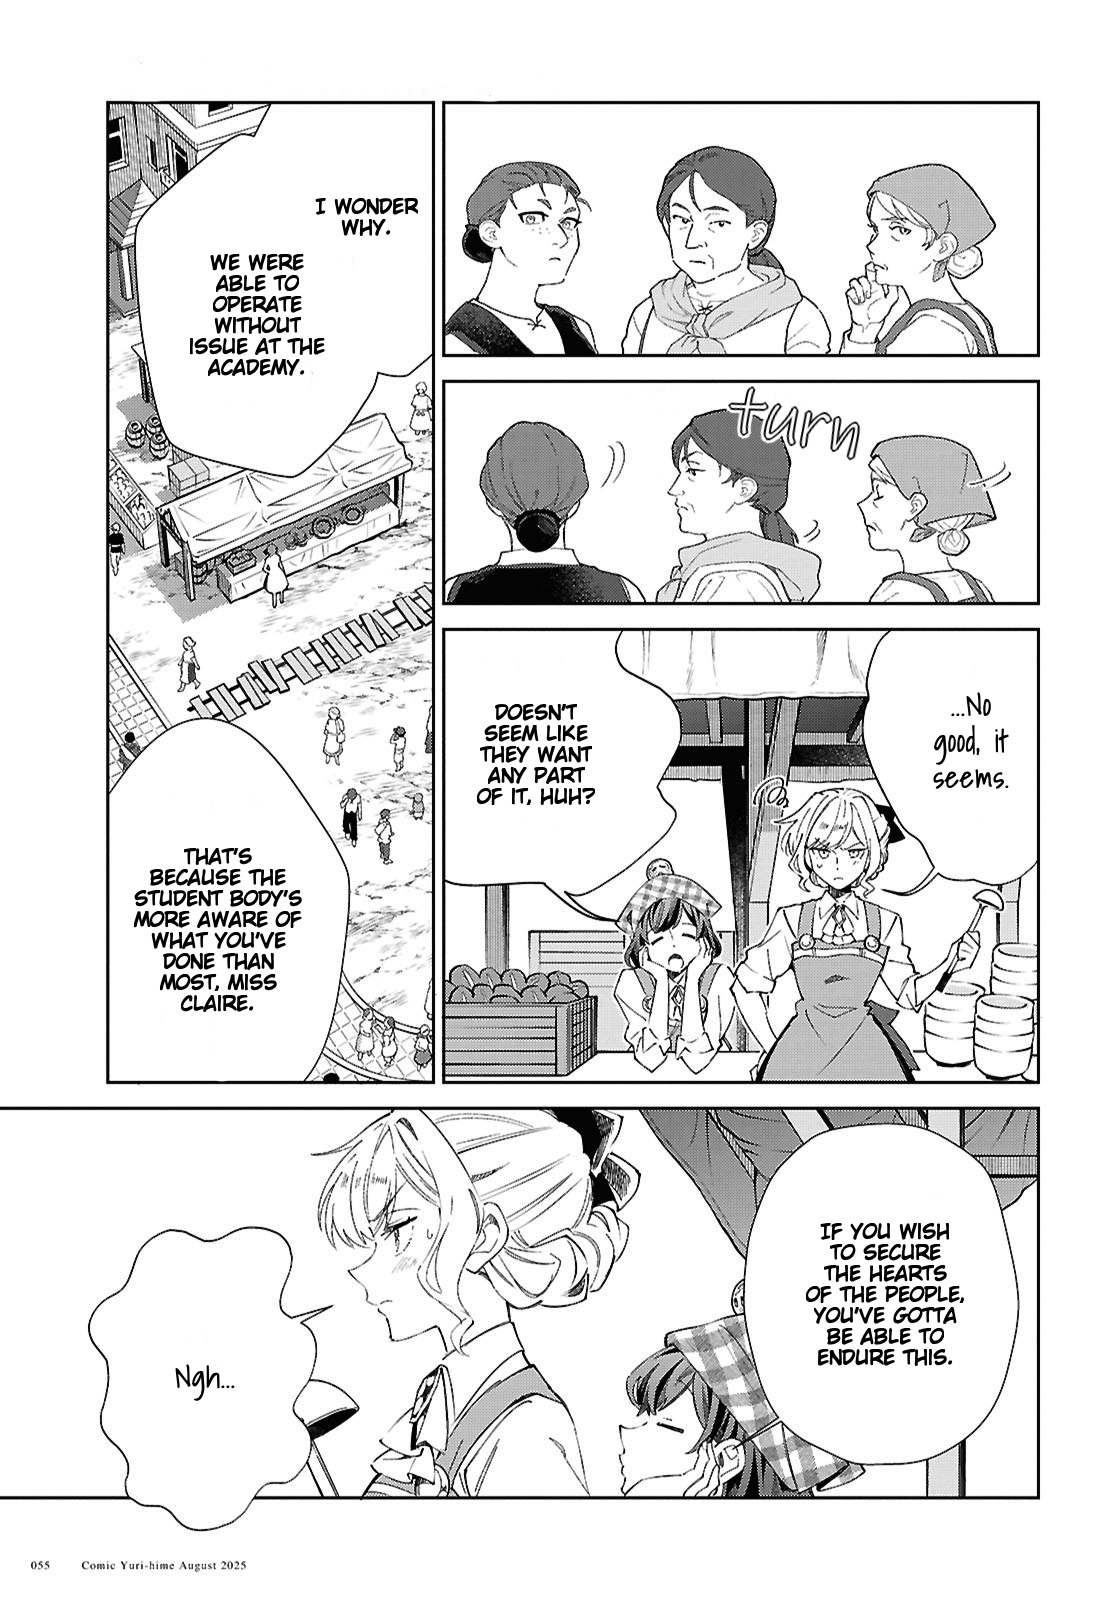 turn
...No
good, it
seems.
DOESN'T
SEEM LIKE
THEY WANT
ANY PART
OF IT, HUH?
I WONDER
WHY.
WE WERE
ABLE TO
OPERATE
WITHOUT
ISSUE AT THE
ACADEMY.
THAT'S
BECAUSE THE
STUDENT BODY'S
MORE AWARE OF
WHAT YOU'VE
DONE THAN
MOST, MISS
CLAIRE.
IF YOU WISH
TO SECURE
THE HEARTS
OF THE PEOPLE,
YOU'VE GOTTA
BE ABLE TO
ENDURE THIS.
Ngh...
055 Comic Yuri-hime August 2025